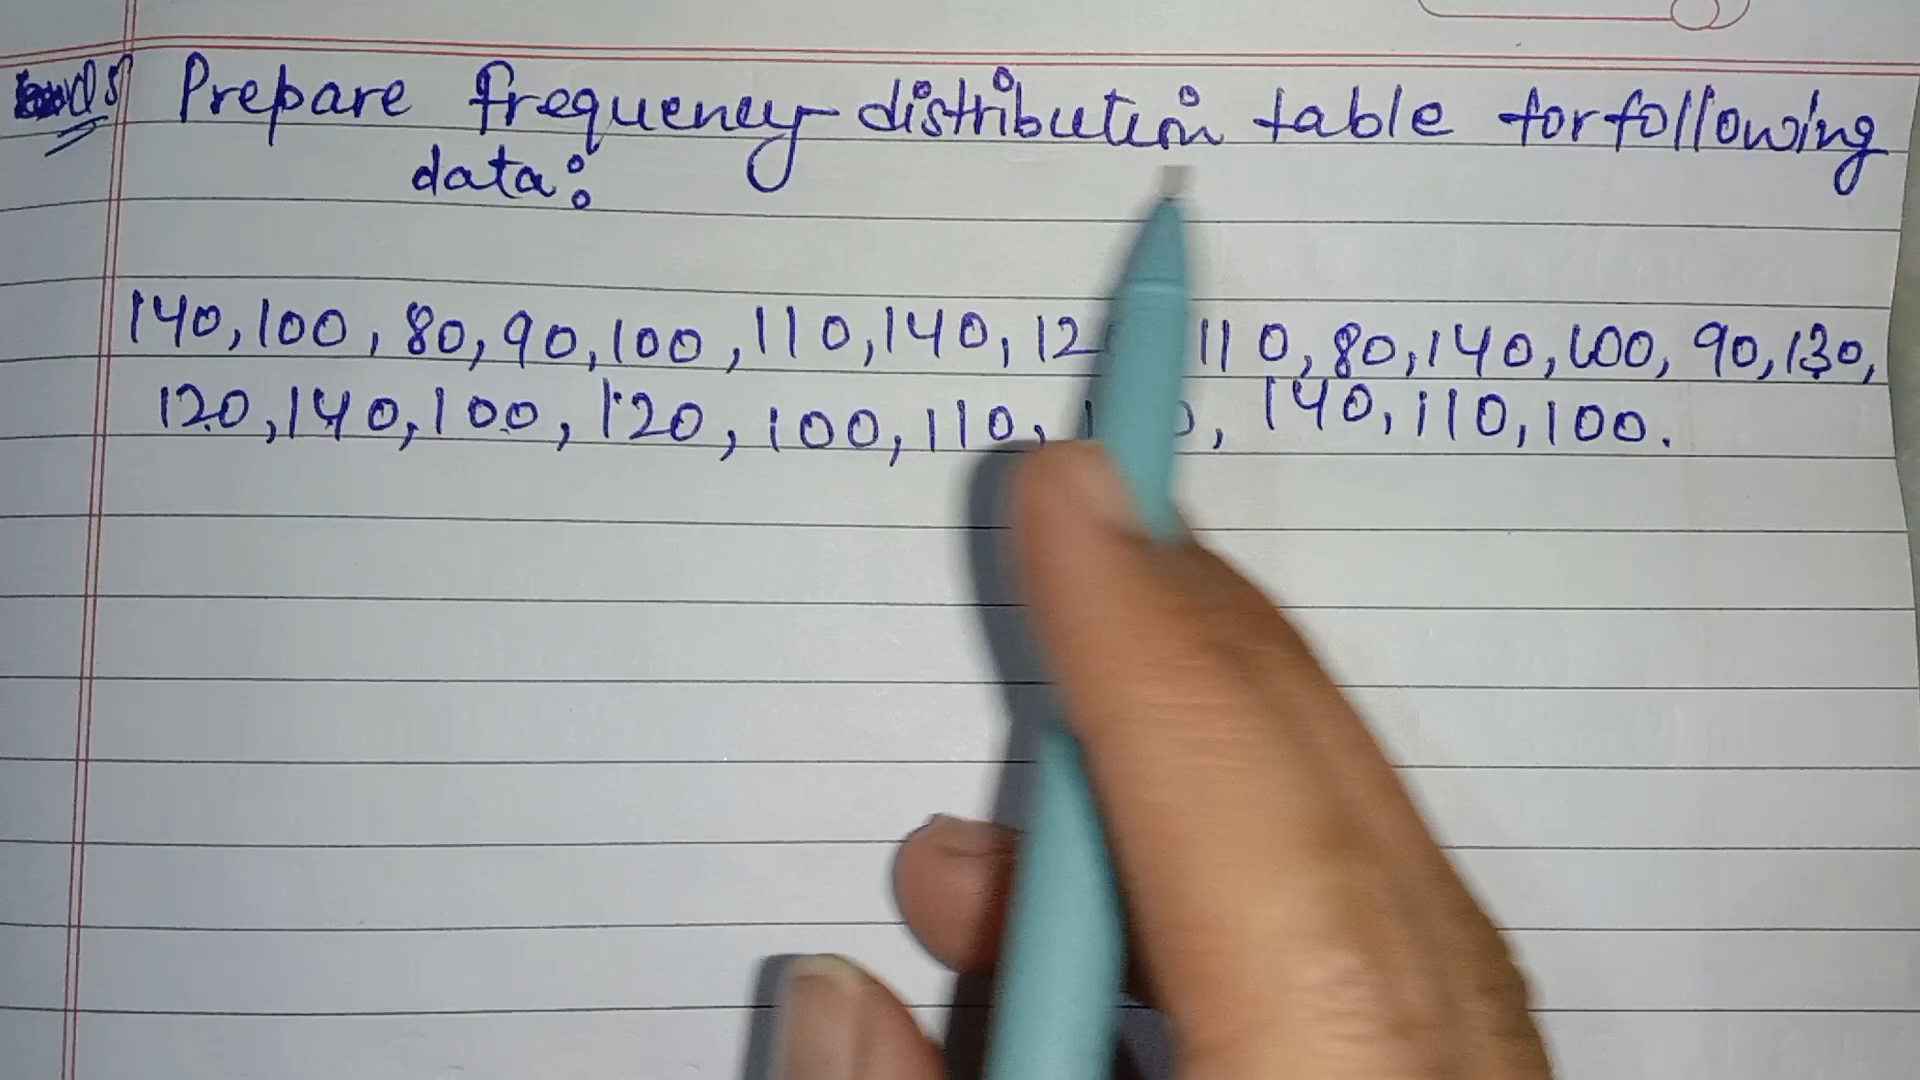 Prepare frequency distribution table for following
data:
140, 100, 80, 90, 100, 110, 140, 110, 80, 140, 100, 90, 130,
120, 140, 100, 120, 100, 110, 140, 110, 100.